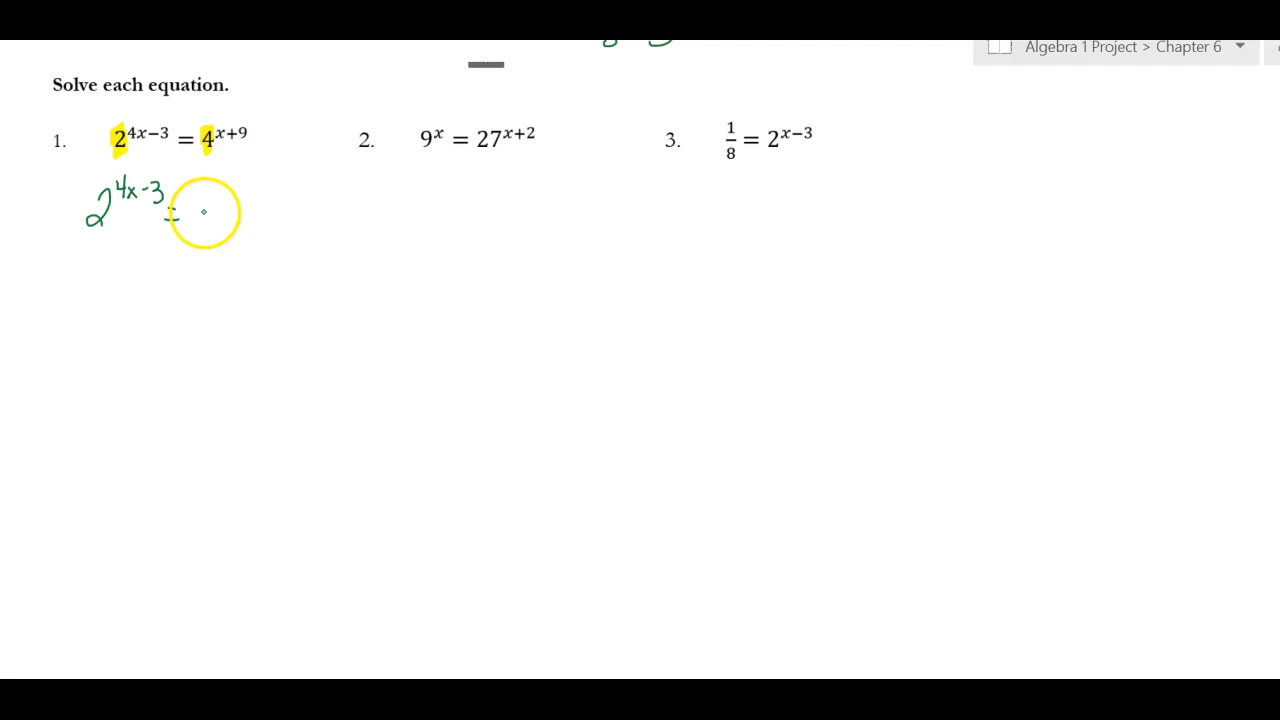 Algebra 1 Project > Chapter 6
Solve each equation.
1. 2^{4x−3} = 4^{x+9} 2. 9^x = 27^{x+2} 3. 1/8 = 2^{x−3}
2^{4x-3} =